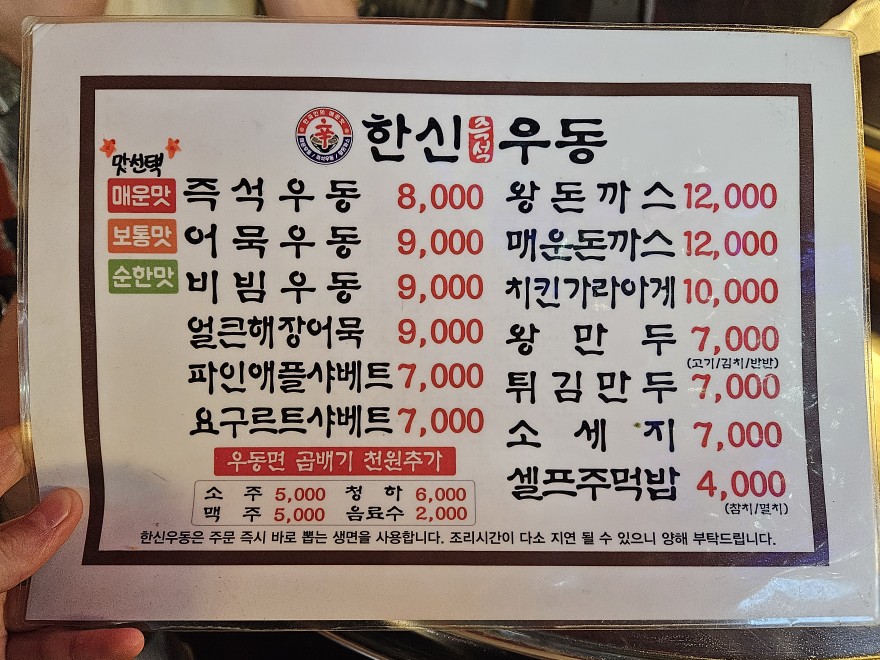 한신 즉석 우동
맛선택
매운맛
보통맛
순한맛
즉석우동 8,000
어묵우동 9,000
비빔우동 9,000
얼큰해장어묵 9,000
파인애플샤베트 7,000
요구르트샤베트 7,000
우동면 곱배기 천원추가
소주 5,000 청하 6,000
맥주 5,000 음료수 2,000
왕돈까스 12,000
매운돈까스 12,000
치킨가라아게 10,000
왕만두 7,000
(고기/김치/반반)
튀김만두 7,000
소세지 7,000
셀프주먹밥 4,000
(참치/멸치)
한신우동은 주문 즉시 바로 뽑는 생면을 사용합니다. 조리시간이 다소 지연 될 수 있으니 양해 부탁드립니다.